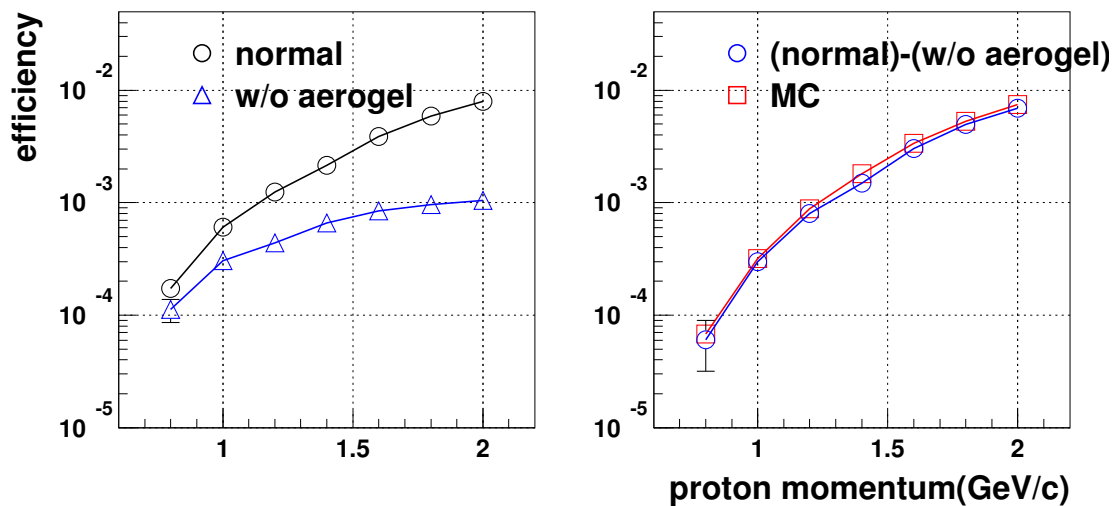 efficiency
normal
w/o aerogel
10 -2
10 -3
10 -4
10 -5
1
1.5
2
(normal)-(w/o aerogel)
MC
10 -2
10 -3
10 -4
10 -5
1
1.5
2
proton momentum(GeV/c)